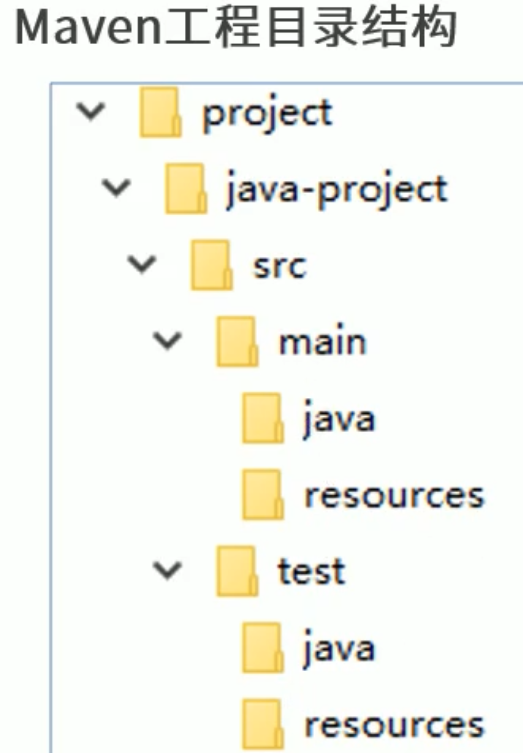 Maven工程目录结构
project
java-project
src
main
java
resources
test
java
resources